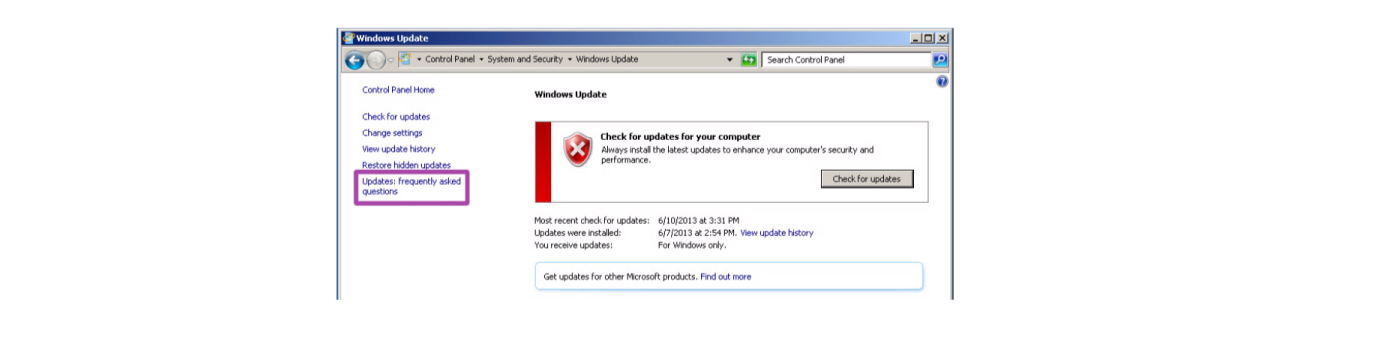 Windows Update
Control Panel
System and Security
Windows Update
Search Control Panel
Control Panel Home
Check for updates
Change settings
View update history
Restore hidden updates
Updates: frequently asked
questions
Windows Update
Check for updates for your computer
Always install the latest updates to enhance your computer's security and
performance.
Check for updates
Most recent check for updates: 6/10/2013 at 3:31 PM
Updates were installed: 6/7/2013 at 2:54 PM. View update history
You receive updates: For Windows only.
Get updates for other Microsoft products. Find out more